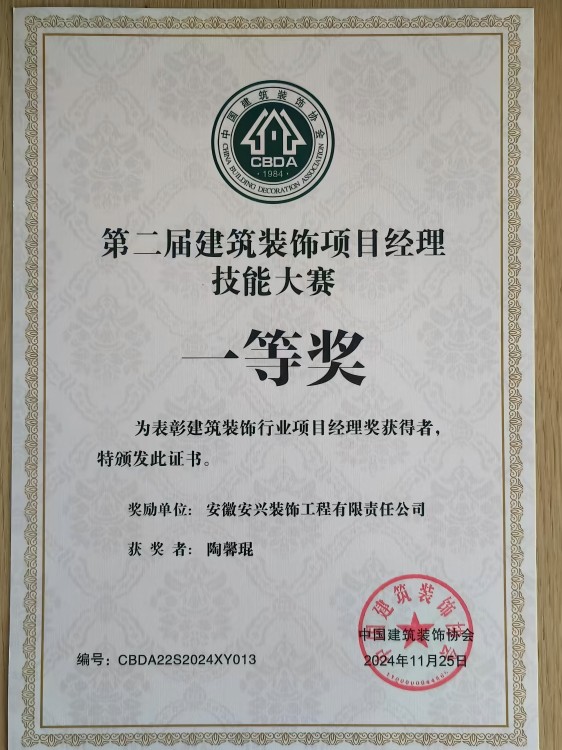 中国建筑装饰协会
CBDA
·1984·
CHINA BUILDING DECORATION ASSOCIATION
第二届建筑装饰项目经理
技能大赛
一等奖
为表彰建筑装饰行业项目经理奖获得者,
特颁发此证书。
奖励单位: 安徽安兴装饰工程有限责任公司
获 奖 者: 陶馨琨
中国建筑装饰协会
中国建筑装饰协会
编号: CBDA22S2024XY013
2024年11月25日